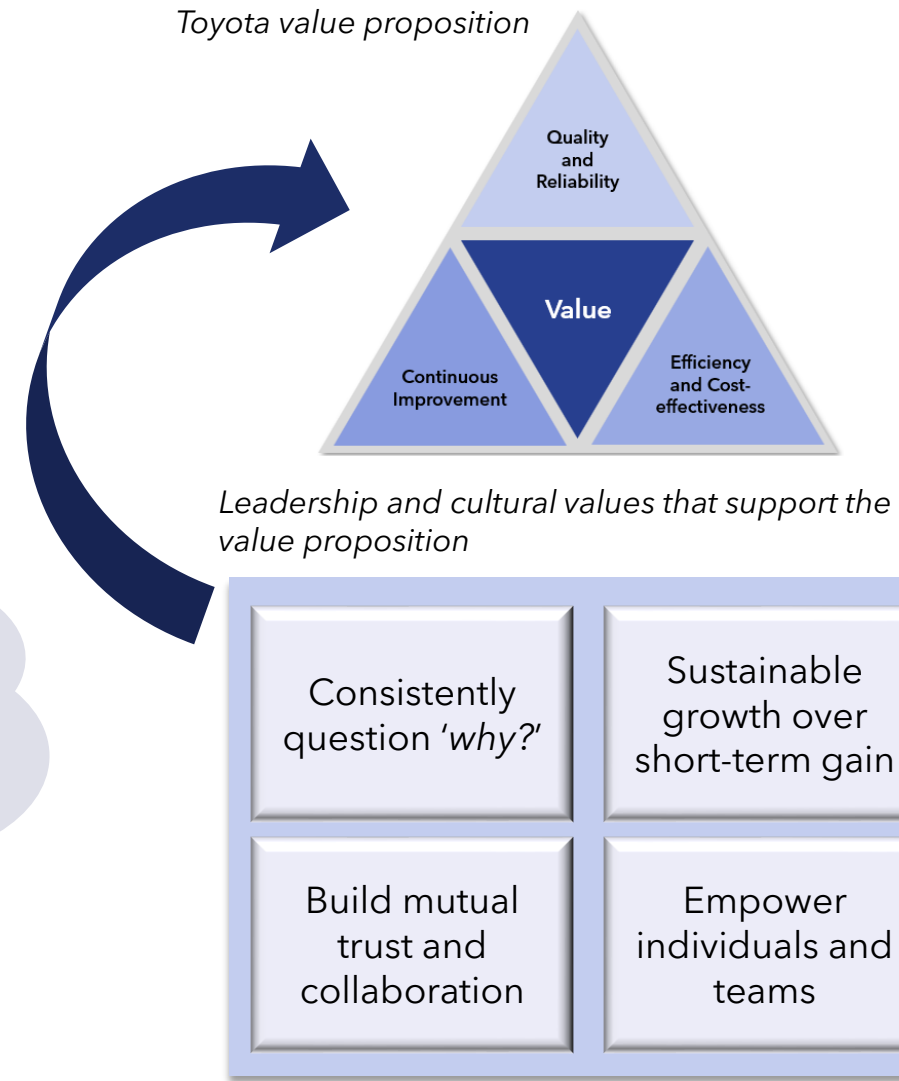 Toyota value proposition
Quality
and
Reliability
Value
Continuous
Improvement
Efficiency
and Cost-
effectiveness
Leadership and cultural values that support the
value proposition
Consistently
question ‘why?’
Sustainable
growth over
short-term gain
Build mutual
trust and
collaboration
Empower
individuals and
teams